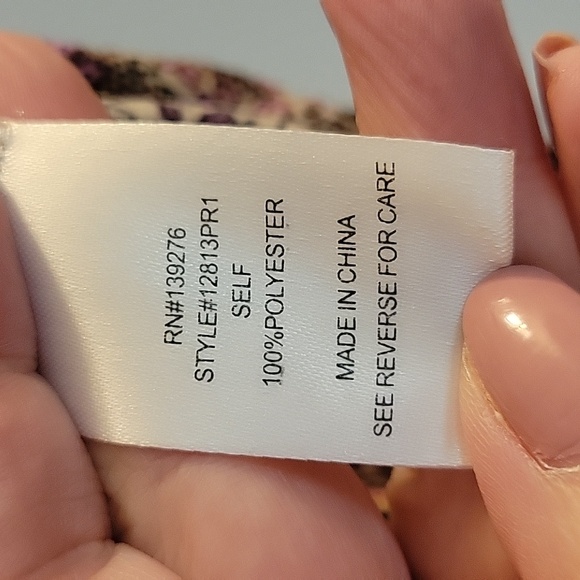 RN#139276
STYLE#12813PR1
SELF
100%POLYESTER
MADE IN CHINA
SEE REVERSE FOR CARE